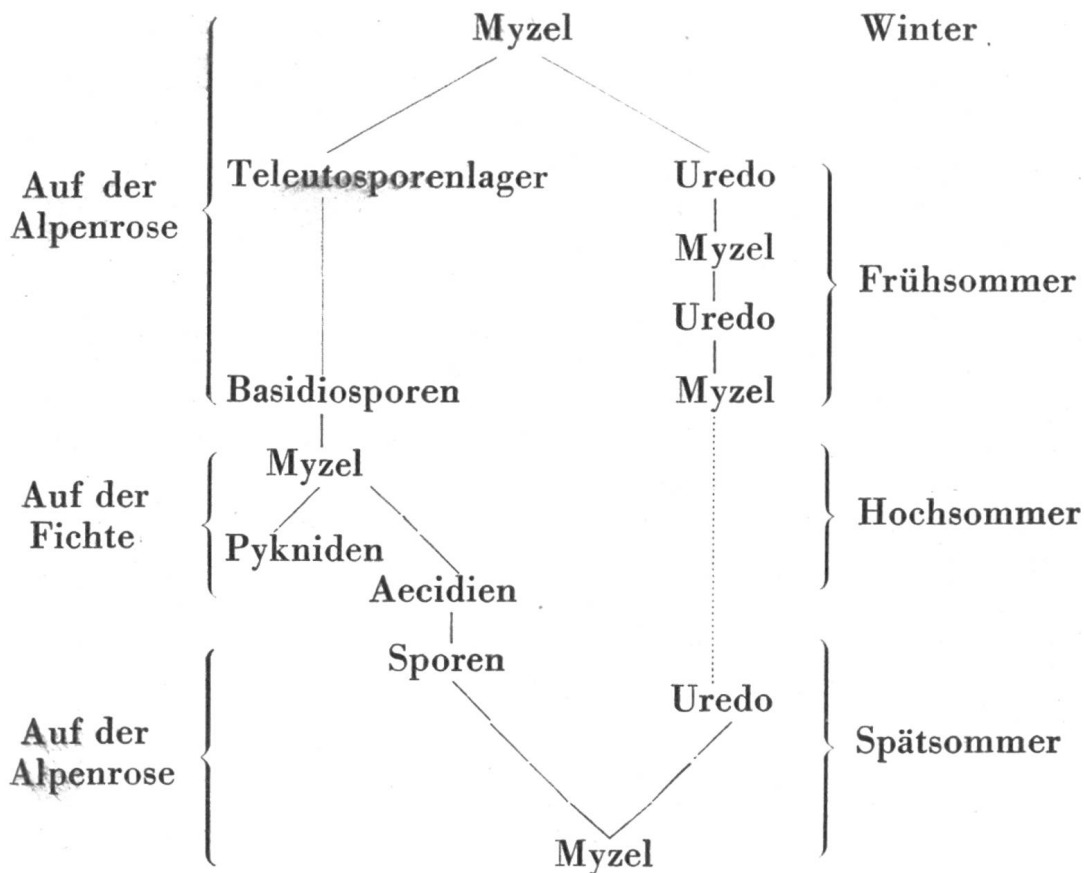 Myzel Winter
Teleutosporenlager Uredo
Auf der
Alpenrose
Myzel
Frühsommer
Uredo
Basidiosporen Myzel
Myzel
Auf der
Fichte
Hochsommer
Pykniden
Aecidien
Sporen
Uredo
Auf der
Alpenrose
Spätsommer
Myzel